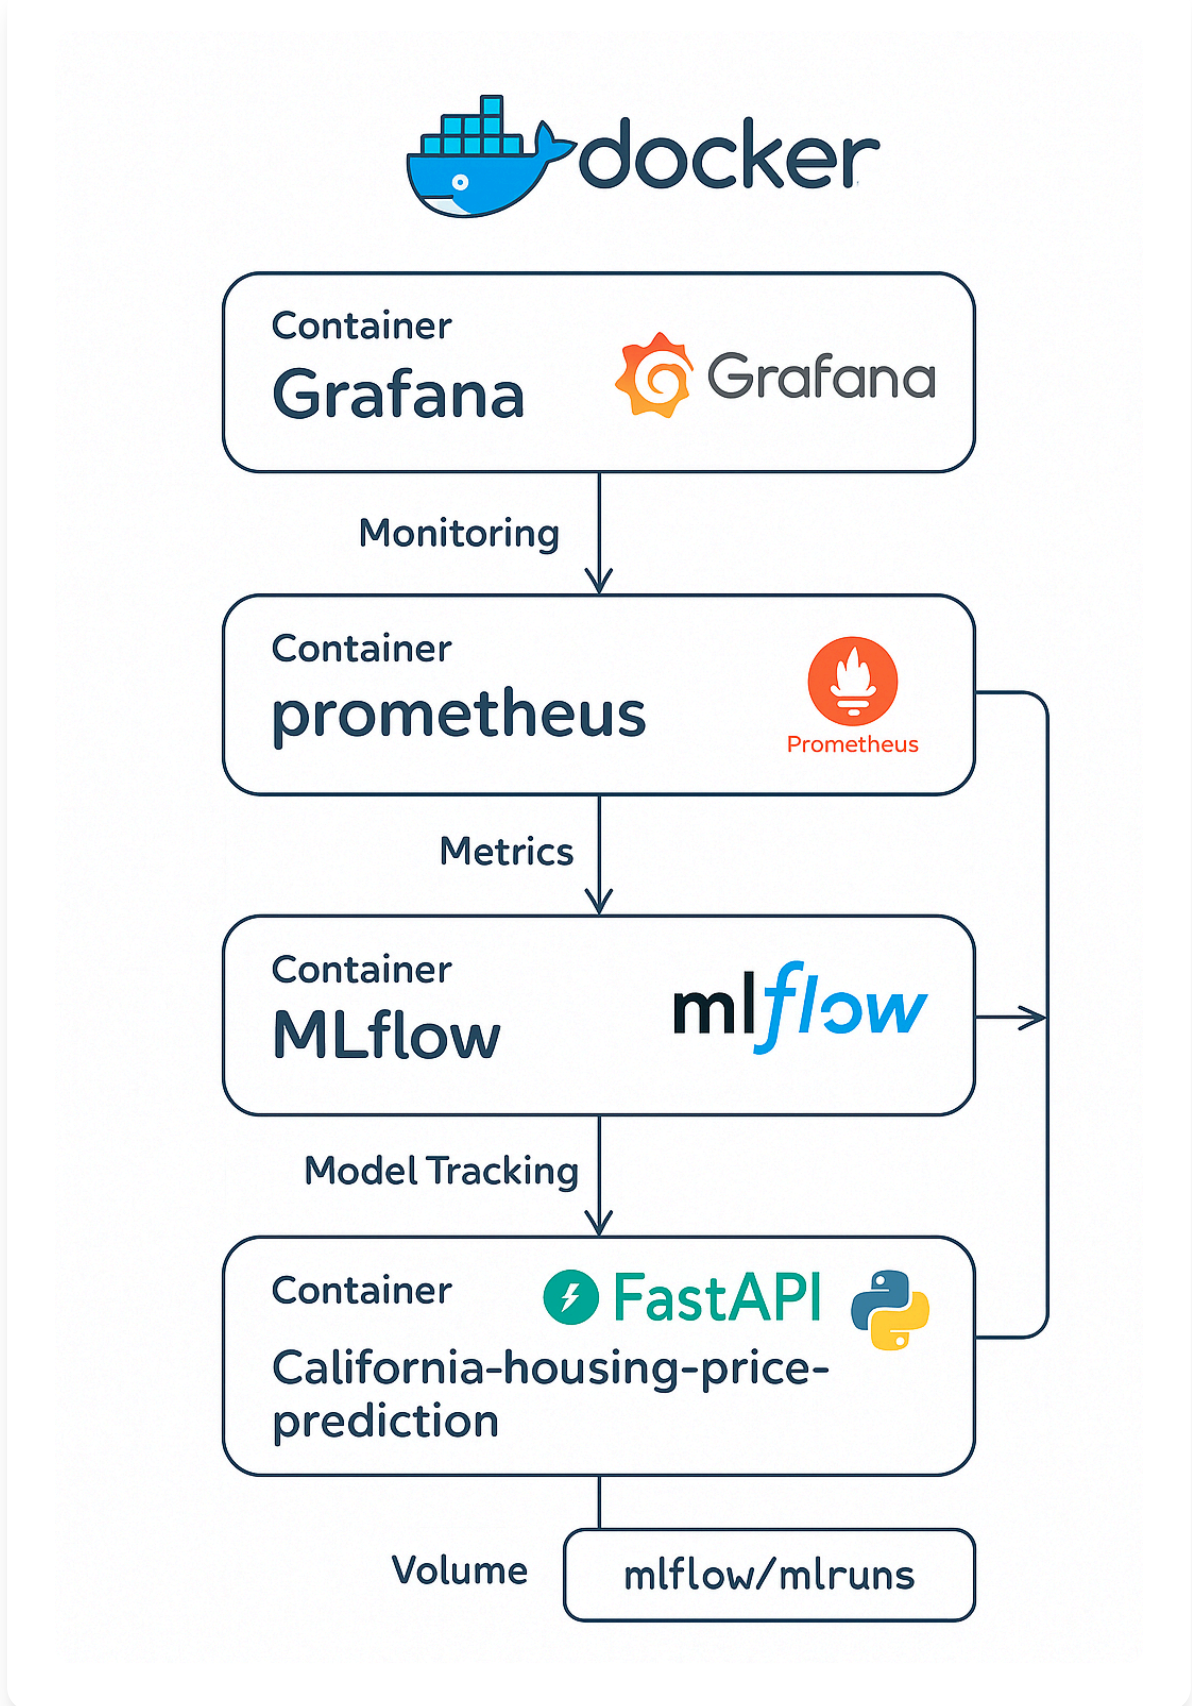 docker
Container
Grafana
Grafana
Monitoring
Container
prometheus
Prometheus
Metrics
Container
MLflow
mlflow
Model Tracking
Container
FastAPI
California-housing-price-
prediction
Volume
mlflow/mlruns